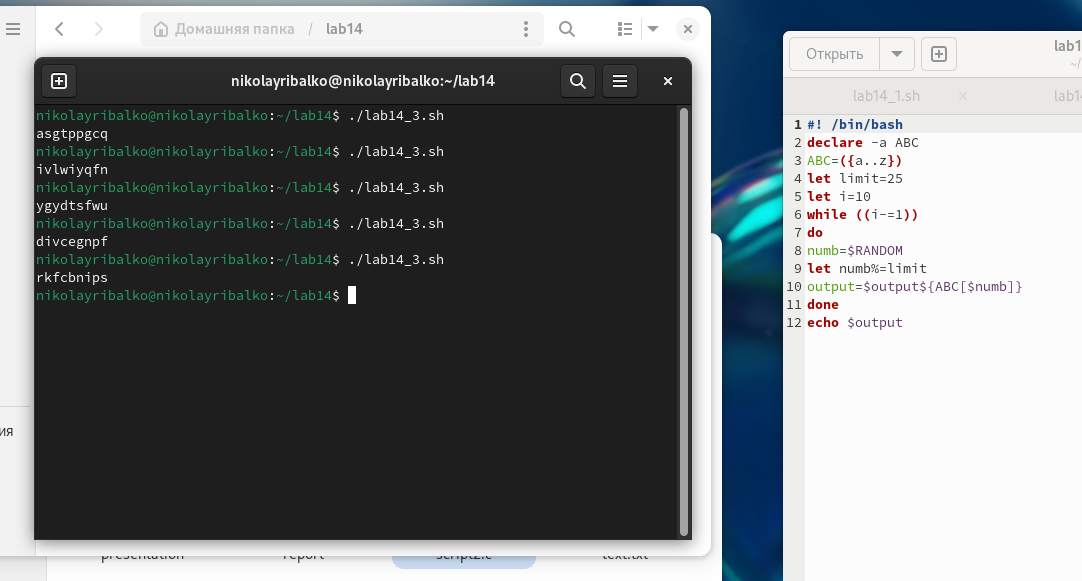 Домашняя папка / lab14
nikolayribalko@nikolayribalko:~/lab14
nikolayribalko@nikolayribalko:~/lab14$ ./lab14_3.sh
asgtppgcq
nikolayribalko@nikolayribalko:~/lab14$ ./lab14_3.sh
ivlwiyqfn
nikolayribalko@nikolayribalko:~/lab14$ ./lab14_3.sh
ygydtsfwu
nikolayribalko@nikolayribalko:~/lab14$ ./lab14_3.sh
divcegnpf
nikolayribalko@nikolayribalko:~/lab14$ ./lab14_3.sh
rkfcbnips
nikolayribalko@nikolayribalko:~/lab14$
ия
presentation report script2.c text.txt
Открыть
lab1
~/
lab14_1.sh lab14
1 #! /bin/bash
2 declare -a ABC
3 ABC=({a..z})
4 let limit=25
5 let i=10
6 while ((i-=1))
7 do
8 numb=$RANDOM
9 let numb%=limit
10 output=$output${ABC[$numb]}
11 done
12 echo $output